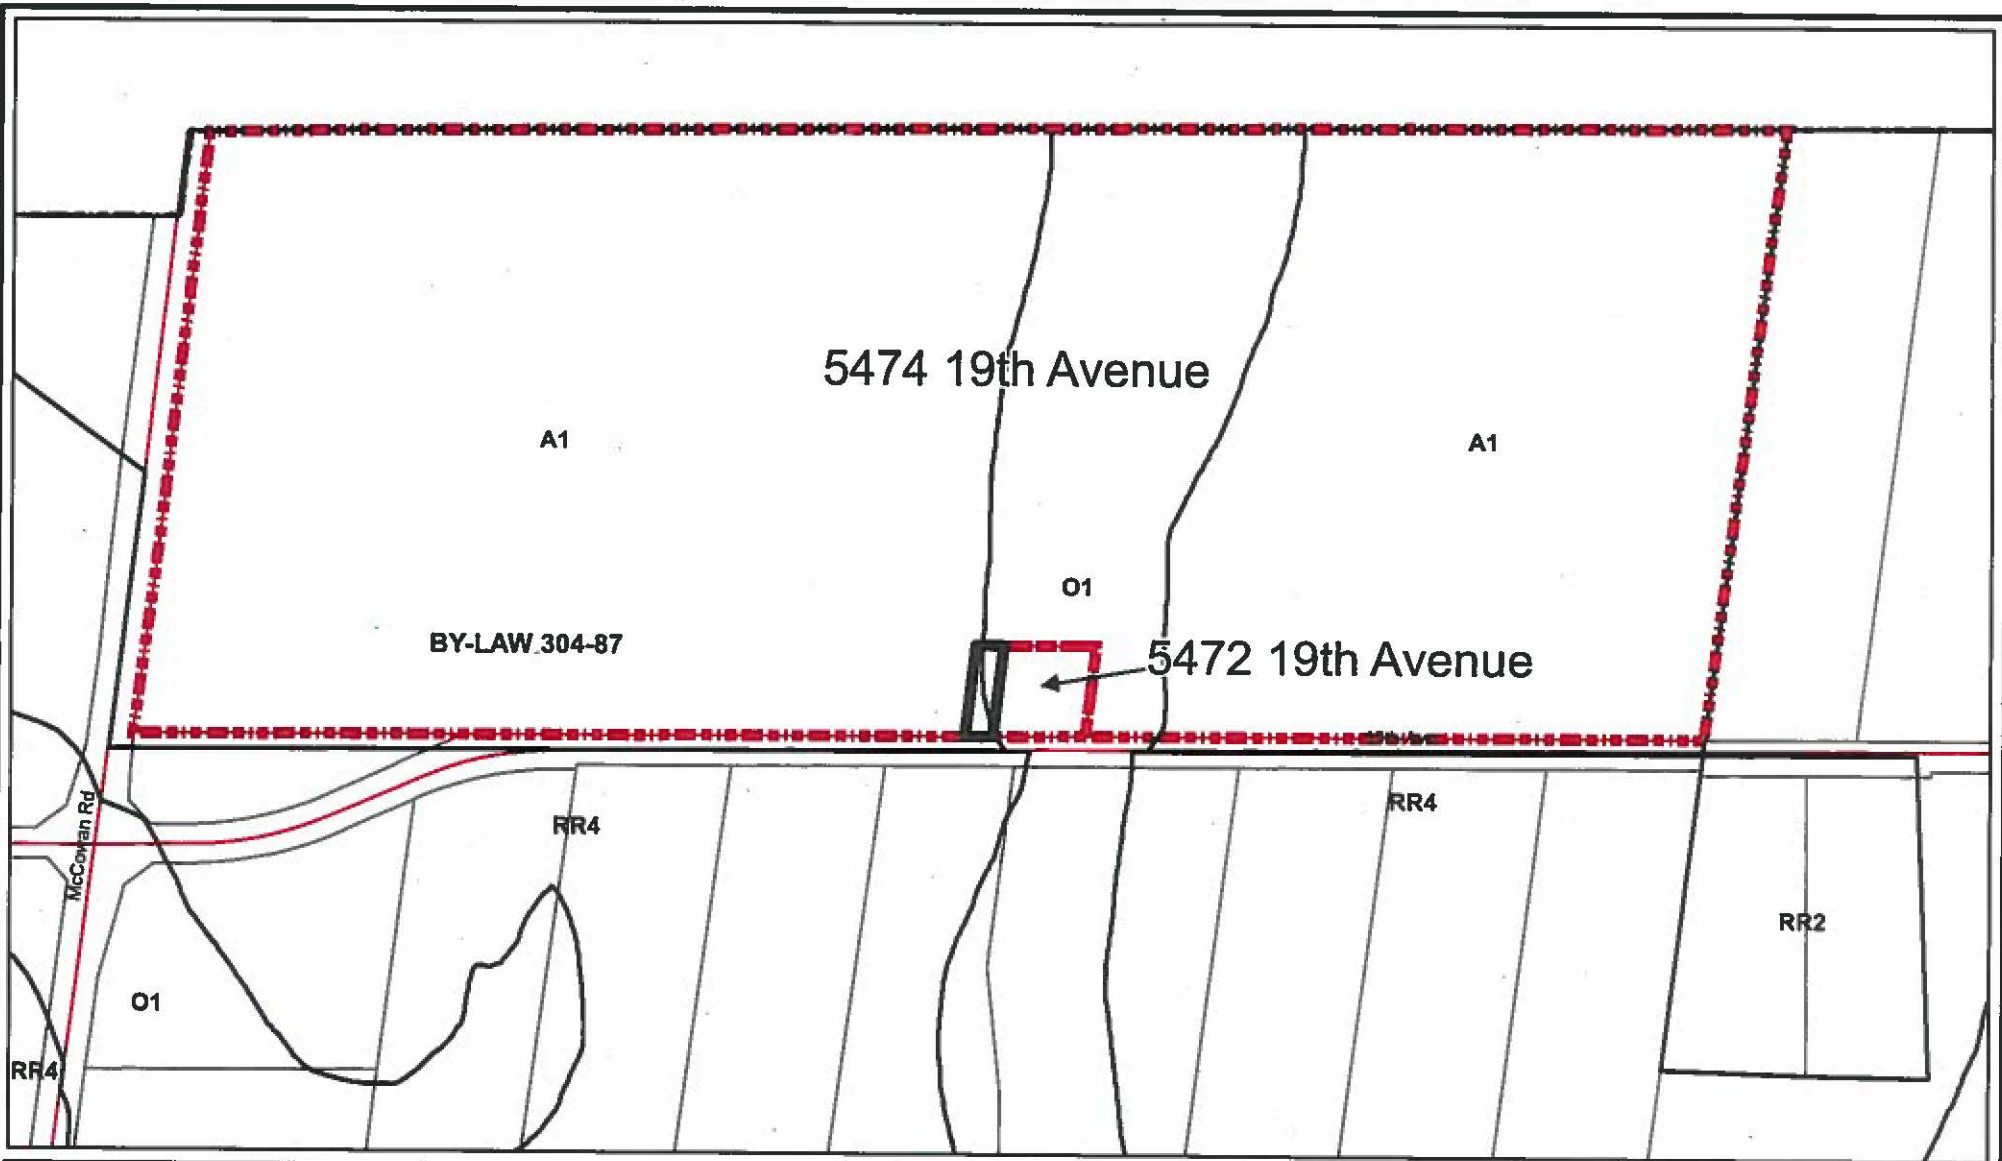 5474 19th Avenue
A1
A1
O1
BY-LAW 304-87
5472 19th Avenue
McCowan Rd
RR4
RR4
RR2
O1
RR4